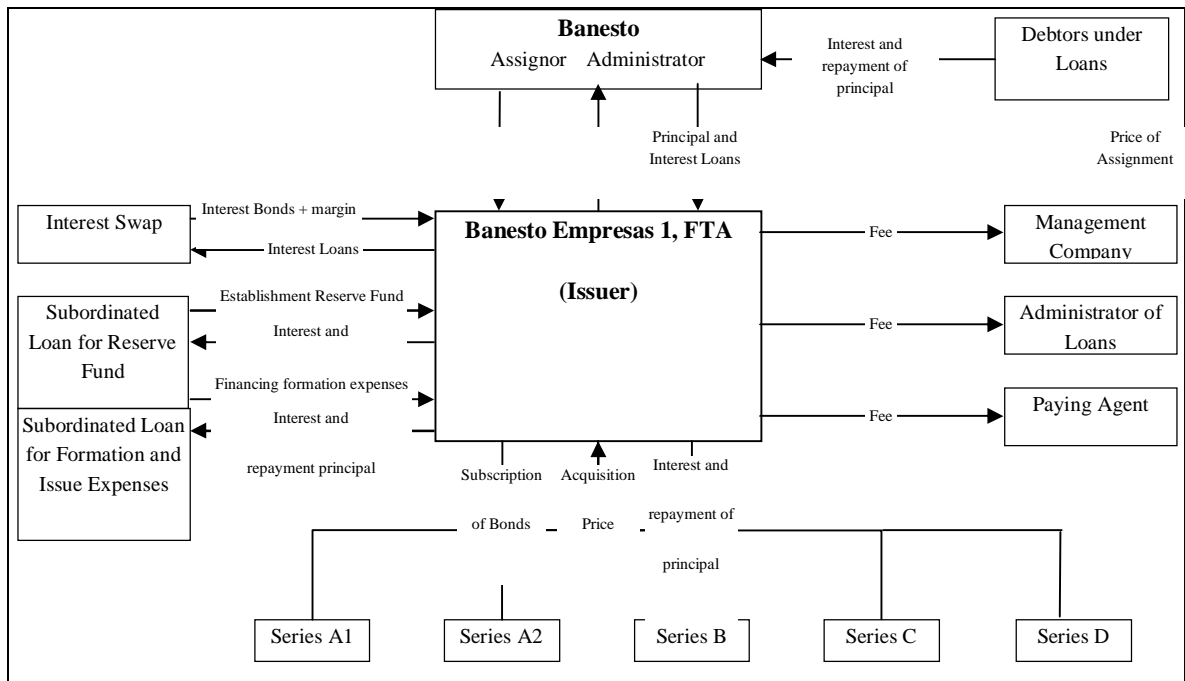 Banesto
Assignor Administrator
Interest and
repayment of
principal
Debtors under
Loans
Principal and
Interest Loans
Price of
Assignment
Interest Swap
Interest Bonds + margin
Interest Loans
Banesto Empresas 1, FTA
(Issuer)
Fee
Management
Company
Subordinated
Loan for Reserve
Fund
Establishment Reserve Fund
Interest and
Fee
Administrator of
Loans
Subordinated Loan
for Formation and
Issue Expenses
Financing formation expenses
Interest and
repayment principal
Fee
Paying Agent
Subscription
of Bonds
Acquisition
Price
Interest and
repayment of
principal
Series A1
Series A2
Series B
Series C
Series D